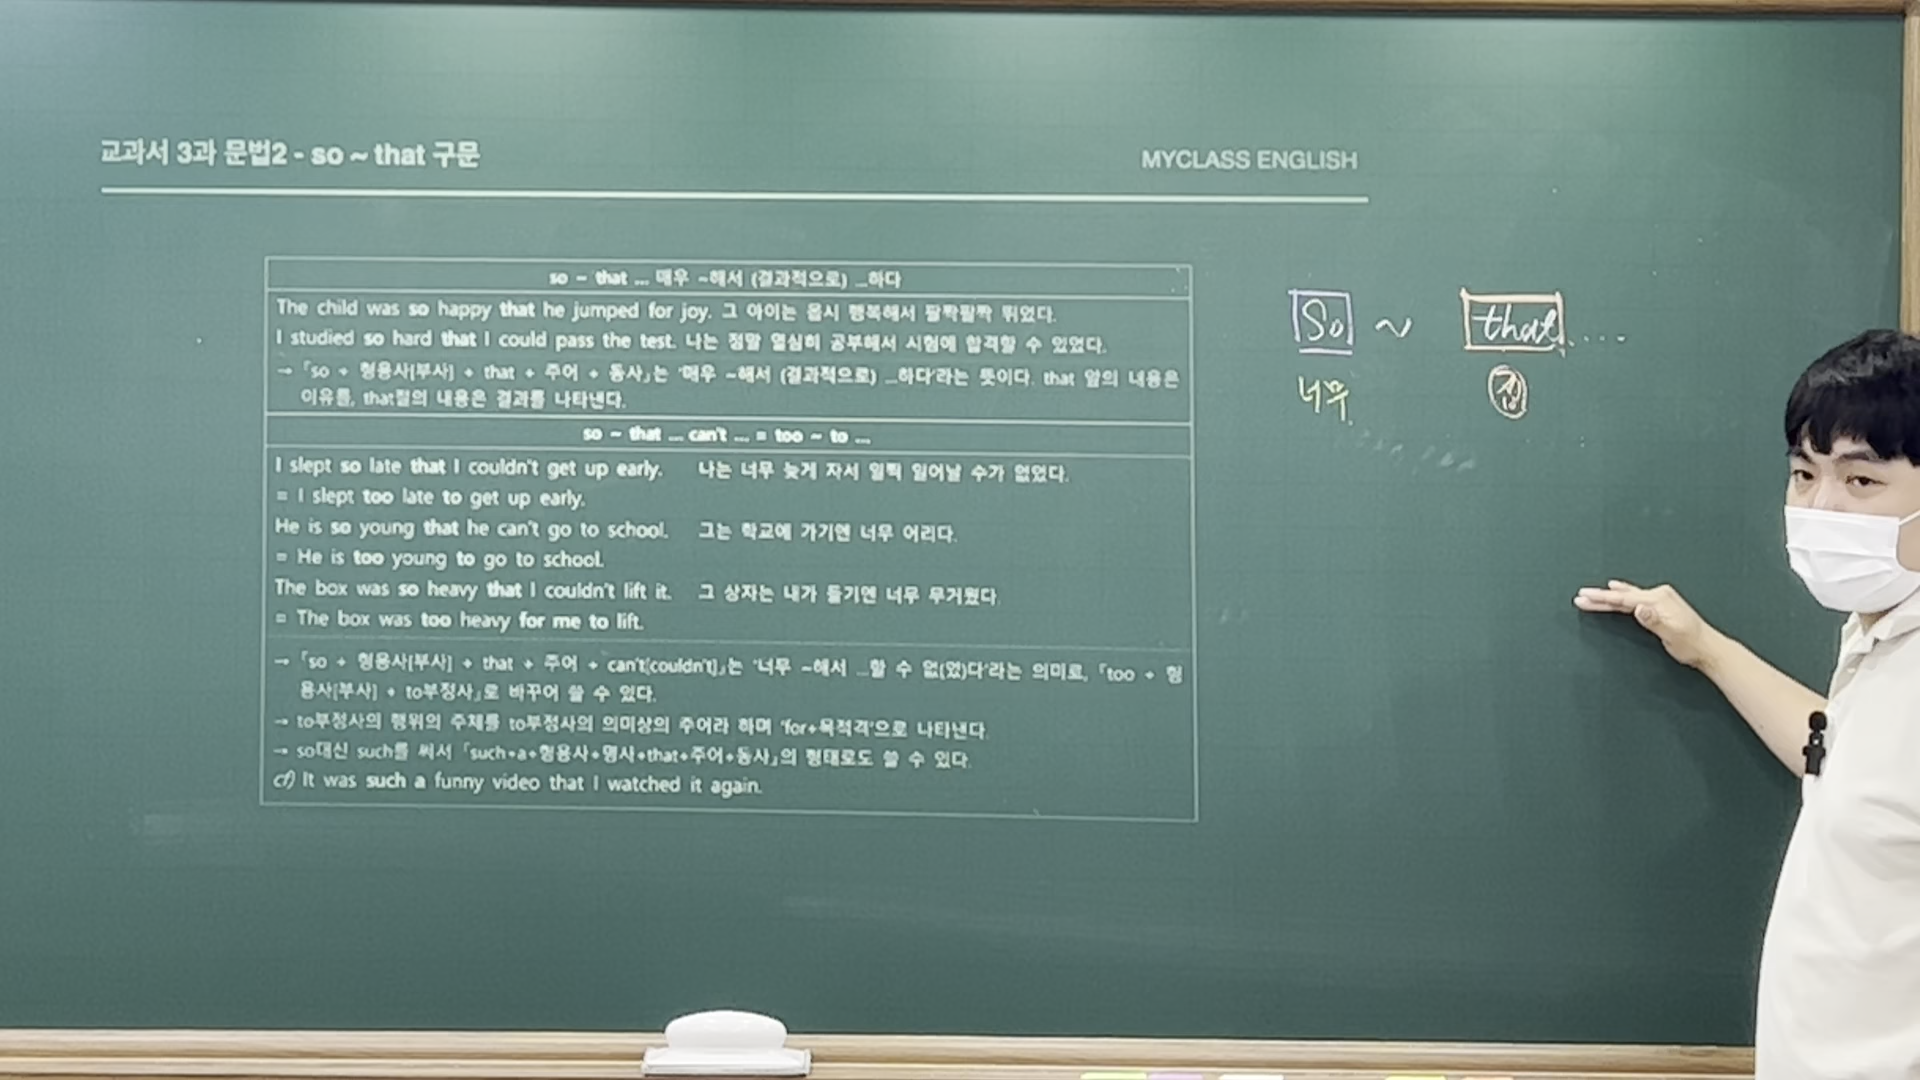 교과서 3과 문법2 - so ~ that 구문
MYCLASS ENGLISH
so ~ that ... 매우 ~해서 (결과적으로) ...하다
The child was so happy that he jumped for joy. 그 아이는 몹시 행복해서 팔짝팔짝 뛰었다.
I studied so hard that I could pass the test. 나는 정말 열심히 공부해서 시험에 합격할 수 있었다.
→ 「so + 형용사[부사] + that + 주어 + 동사」는 '매우 ~해서 (결과적으로) ...하다'라는 뜻이다. that 앞의 내용은
이유를, that절의 내용은 결과를 나타낸다.
so ~ that ... can't ... = too ~ to ...
I slept so late that I couldn't get up early. 나는 너무 늦게 자서 일찍 일어날 수가 없었다.
= I slept too late to get up early.
He is so young that he can't go to school. 그는 학교에 가기엔 너무 어리다.
= He is too young to go to school.
The box was so heavy that I couldn't lift it. 그 상자는 내가 들기엔 너무 무거웠다.
= The box was too heavy for me to lift.
→ 「so + 형용사[부사] + that + 주어 + can't[couldn't]」는 '너무 ~해서 ...할 수 없(었)다'라는 의미로, 「too + 형
용사[부사] + to부정사」로 바꾸어 쓸 수 있다.
→ to부정사의 행위의 주체를 to부정사의 의미상의 주어라 하며 'for+목적격'으로 나타낸다.
→ so대신 such를 써서 「such+a+형용사+명사+that+주어+동사」의 형태로도 쓸 수 있다.
cf) It was such a funny video that I watched it again.
So ~ that ....
너무 접